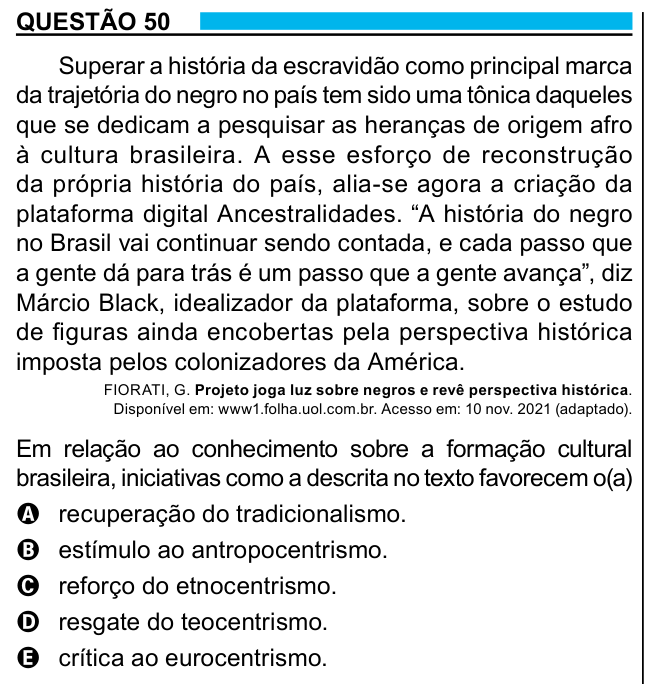 QUESTÃO 50
Superar a história da escravidão como principal marca
da trajetória do negro no país tem sido uma tônica daqueles
que se dedicam a pesquisar as heranças de origem afro
à cultura brasileira. A esse esforço de reconstrução
da própria história do país, alia-se agora a criação da
plataforma digital Ancestralidades. “A história do negro
no Brasil vai continuar sendo contada, e cada passo que
a gente dá para trás é um passo que a gente avança”, diz
Márcio Black, idealizador da plataforma, sobre o estudo
de figuras ainda encobertas pela perspectiva histórica
imposta pelos colonizadores da América.
FIORATI, G. Projeto joga luz sobre negros e revê perspectiva histórica.
Disponível em: www1.folha.uol.com.br. Acesso em: 10 nov. 2021 (adaptado).
Em relação ao conhecimento sobre a formação cultural
brasileira, iniciativas como a descrita no texto favorecem o(a)
A recuperação do tradicionalismo.
B estímulo ao antropocentrismo.
C reforço do etnocentrismo.
D resgate do teocentrismo.
E crítica ao eurocentrismo.